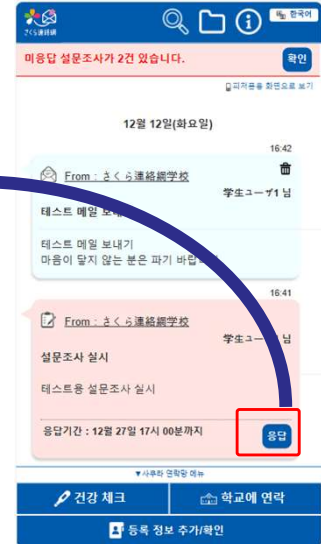 さくら連絡網
한국어
미응답 설문조사가 2건 있습니다.
확인
피처폰용 화면으로 보기
12월 12일(화요일)
16:42
From : さくら連絡網学校
学生ユーザ1 님
테스트 메일 보내
테스트 메일 보내기
마음이 닿지 않는 분은 파기 바랍
16:41
From : さくら連絡網学校
学生ユー 님
설문조사 실시
테스트용 설문조사 실시
응답기간 : 12월 27일 17시 00분까지
응답
▼사쿠라 연락망 메뉴
건강 체크
학교에 연락
등록 정보 추가/확인